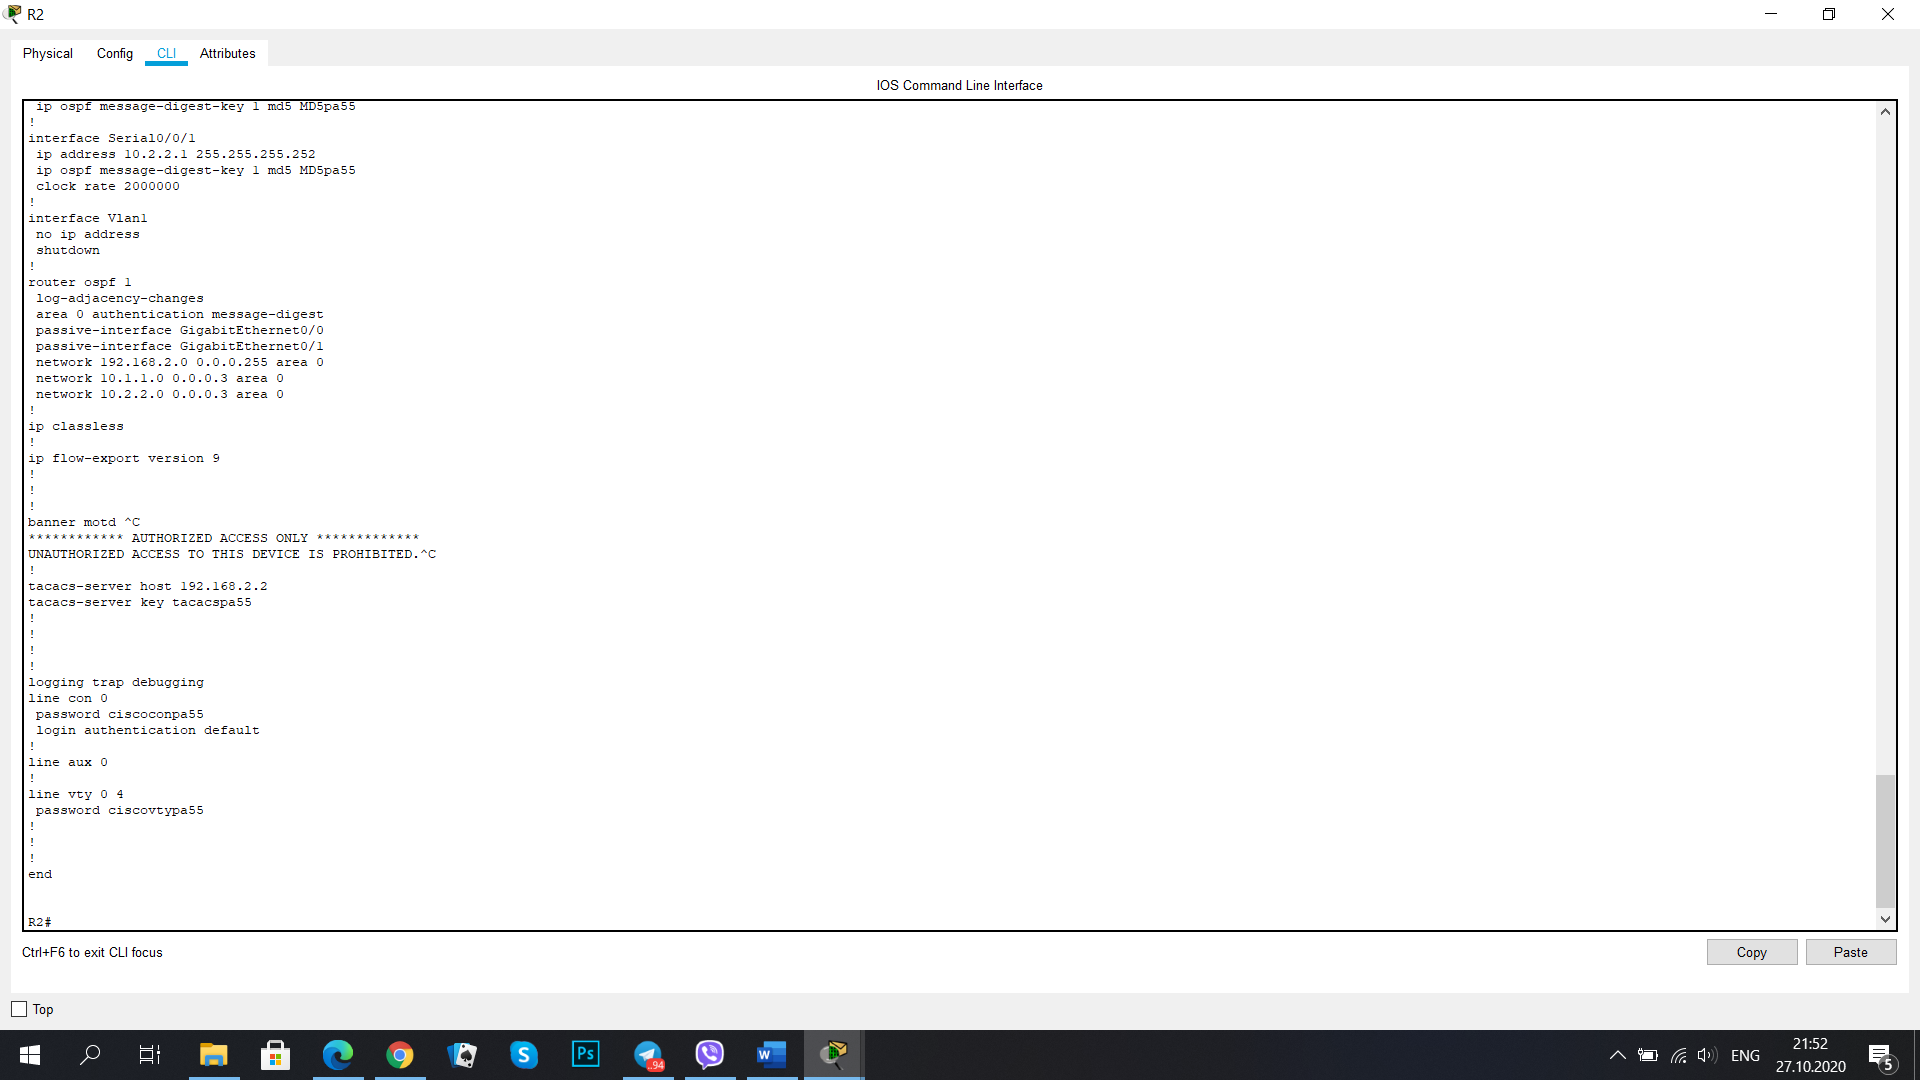 R2
Physical Config CLI Attributes
IOS Command Line Interface
ip ospf message-digest-key 1 md5 MD5pa55
!
interface Serial0/0/1
ip address 10.2.2.1 255.255.255.252
ip ospf message-digest-key 1 md5 MD5pa55
clock rate 2000000
!
interface Vlan1
no ip address
shutdown
!
router ospf 1
log-adjacency-changes
area 0 authentication message-digest
passive-interface GigabitEthernet0/0
passive-interface GigabitEthernet0/1
network 192.168.2.0 0.0.0.255 area 0
network 10.1.1.0 0.0.0.3 area 0
network 10.2.2.0 0.0.0.3 area 0
!
ip classless
!
ip flow-export version 9
!
!
!
banner motd ^C
************ AUTHORIZED ACCESS ONLY *************
UNAUTHORIZED ACCESS TO THIS DEVICE IS PROHIBITED.^C
!
tacacs-server host 192.168.2.2
tacacs-server key tacacspa55
!
!
!
!
logging trap debugging
line con 0
password ciscoconpa55
login authentication default
!
line aux 0
!
line vty 0 4
password ciscovtypa55
!
!
!
end
R2#
Ctrl+F6 to exit CLI focus
Copy Paste
Top
Ps
..94
W
ENG
21:52
27.10.2020
5